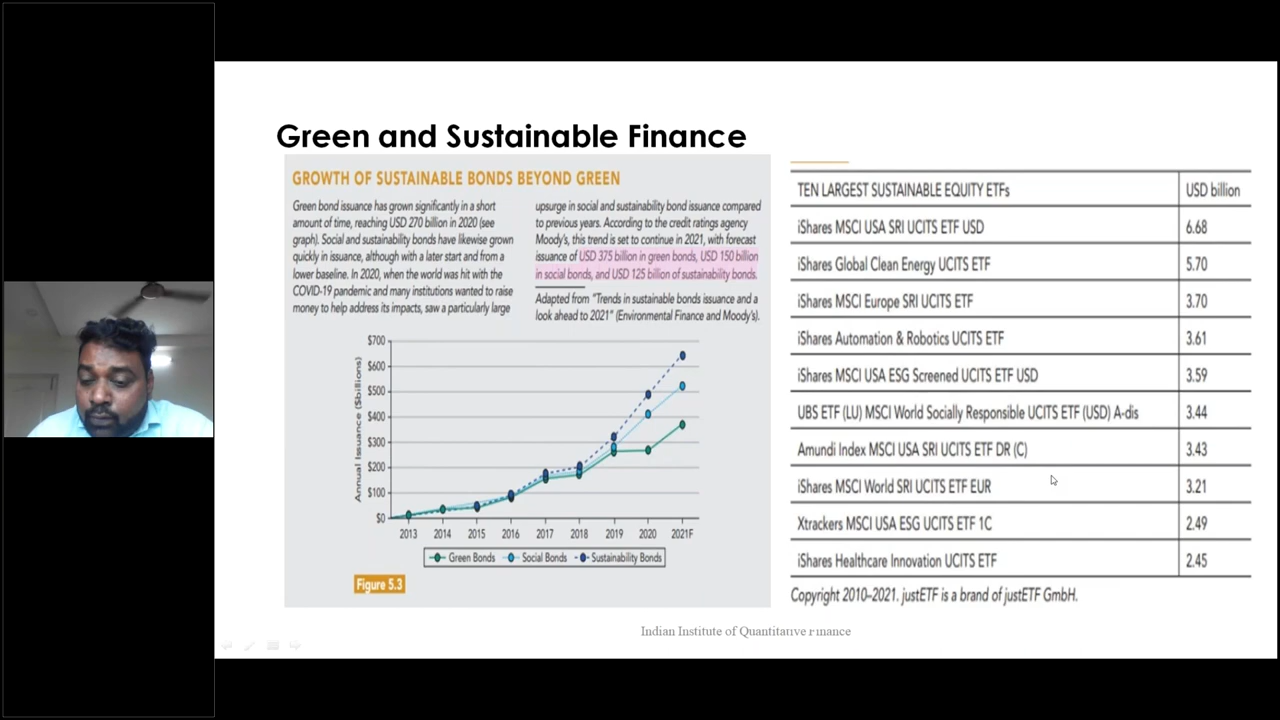 Green and Sustainable Finance
GROWTH OF SUSTAINABLE BONDS BEYOND GREEN
Green bond issuance has grown significantly in a short
amount of time, reaching USD 270 billion in 2020 (see
graph). Social and sustainability bonds have likewise grown
quickly in issuance, although with a later start and from a
lower baseline. In 2020, when the world was hit with the
COVID-19 pandemic and many institutions wanted to raise
money to help address its impacts, saw a particularly large
upsurge in social and sustainability bond issuance compared
to previous years. According to the credit ratings agency
Moody's, this trend is set to continue in 2021, with forecast
issuance of USD 375 billion in green bonds, USD 150 billion
in social bonds, and USD 125 billion of sustainability bonds.
Adapted from "Trends in sustainable bonds issuance and a
look ahead to 2021" (Environmental Finance and Moody's).
Annual Issuance ($billions)
$700
$600
$500
$400
$300
$200
$100
$0
2013 2014 2015 2016 2017 2018 2019 2020 2021F
Green Bonds Social Bonds Sustainability Bonds
Figure 5.3
TEN LARGEST SUSTAINABLE EQUITY ETFs USD billion
iShares MSCI USA SRI UCITS ETF USD 6.68
iShares Global Clean Energy UCITS ETF 5.70
iShares MSCI Europe SRI UCITS ETF 3.70
iShares Automation & Robotics UCITS ETF 3.61
iShares MSCI USA ESG Screened UCITS ETF USD 3.59
UBS ETF (LU) MSCI World Socially Responsible UCITS ETF (USD) A-dis 3.44
Amundi Index MSCI USA SRI UCITS ETF DR (C) 3.43
iShares MSCI World SRI UCITS ETF EUR 3.21
Xtrackers MSCI USA ESG UCITS ETF 1C 2.49
iShares Healthcare Innovation UCITS ETF 2.45
Copyright 2010–2021. justETF is a brand of justETF GmbH.
Indian Institute of Quantitative Finance